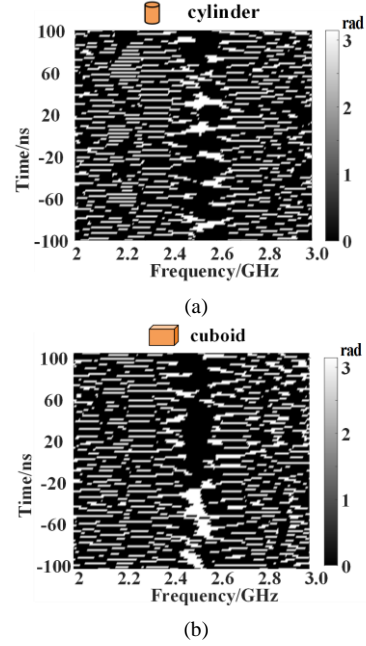 cylinder
rad
100
60
20
-20
-60
-100
Time/ns
2 2.2 2.4 2.6 2.8 3.0
Frequency/GHz
3
2
1
0
(a)
cuboid
rad
100
60
20
-20
-60
-100
Time/ns
2 2.2 2.4 2.6 2.8 3.0
Frequency/GHz
3
2
1
0
(b)